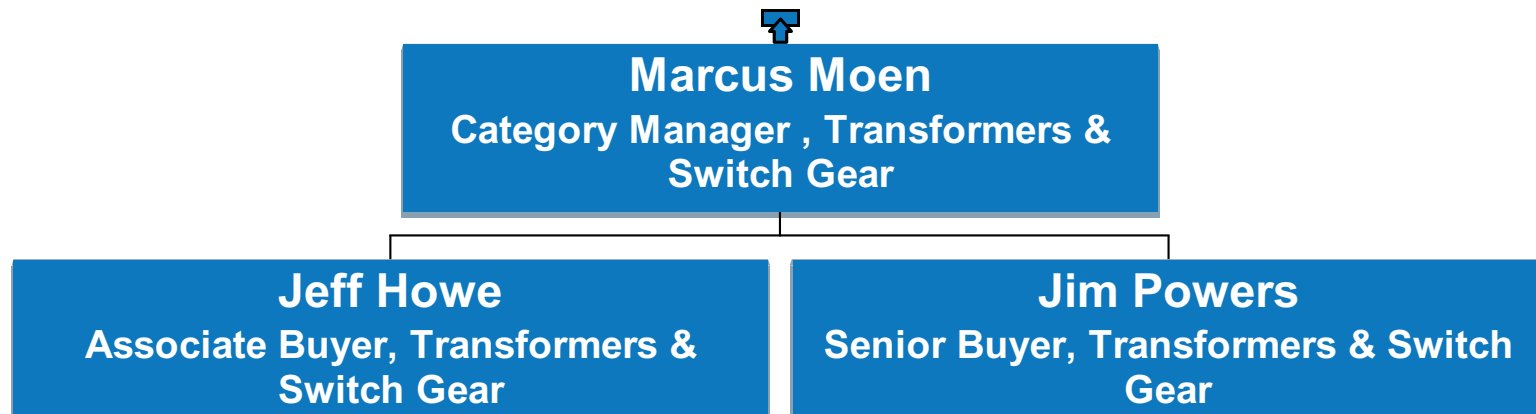 Marcus Moen
Category Manager , Transformers &
Switch Gear
Jeff Howe
Associate Buyer, Transformers &
Switch Gear
Jim Powers
Senior Buyer, Transformers & Switch
Gear